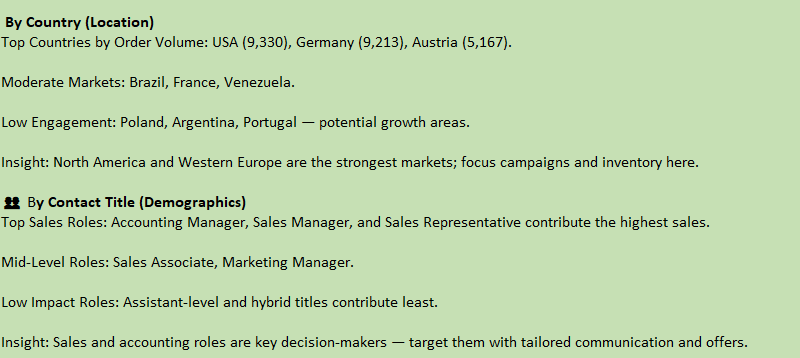 By Country (Location)
Top Countries by Order Volume: USA (9,330), Germany (9,213), Austria (5,167).
Moderate Markets: Brazil, France, Venezuela.
Low Engagement: Poland, Argentina, Portugal — potential growth areas.
Insight: North America and Western Europe are the strongest markets; focus campaigns and inventory here.
👥 By Contact Title (Demographics)
Top Sales Roles: Accounting Manager, Sales Manager, and Sales Representative contribute the highest sales.
Mid-Level Roles: Sales Associate, Marketing Manager.
Low Impact Roles: Assistant-level and hybrid titles contribute least.
Insight: Sales and accounting roles are key decision-makers — target them with tailored communication and offers.